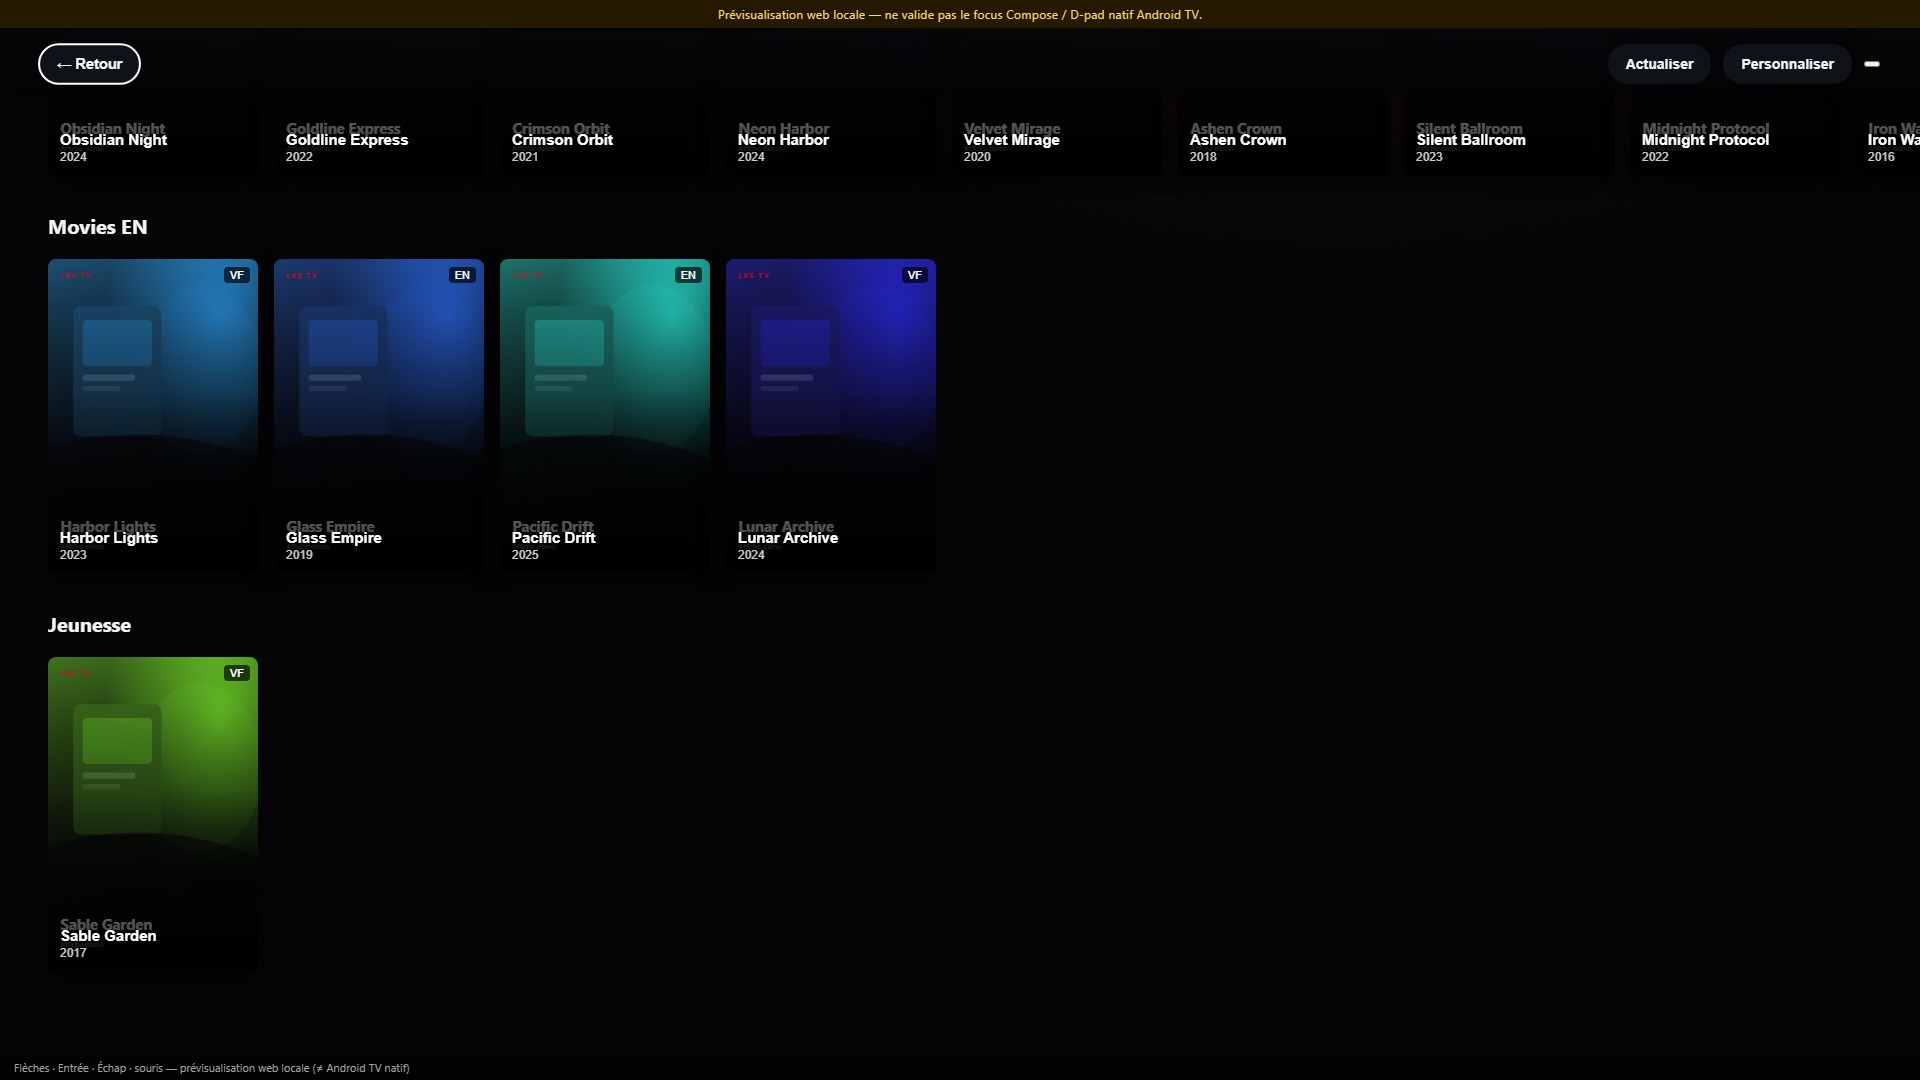 Prévisualisation web locale — ne valide pas le focus Compose / D-pad natif Android TV.
← Retour
Actualiser
Personnaliser
Obsidian Night
Obsidian Night
2024
Goldline Express
Goldline Express
2022
Crimson Orbit
Crimson Orbit
2021
Neon Harbor
Neon Harbor
2024
Velvet Mirage
Velvet Mirage
2020
Ashen Crown
Ashen Crown
2018
Silent Ballroom
Silent Ballroom
2023
Midnight Protocol
Midnight Protocol
2022
Iron Wa
Iron Wa
2016
Movies EN
VF
Harbor Lights
Harbor Lights
2023
LRS TV
EN
Glass Empire
Glass Empire
2019
EN
Pacific Drift
Pacific Drift
2025
LRS TV
VF
Lunar Archive
Lunar Archive
2024
Jeunesse
VF
Sable Garden
Sable Garden
2017
Flèches · Entrée · Échap · souris — prévisualisation web locale (≠ Android TV natif)